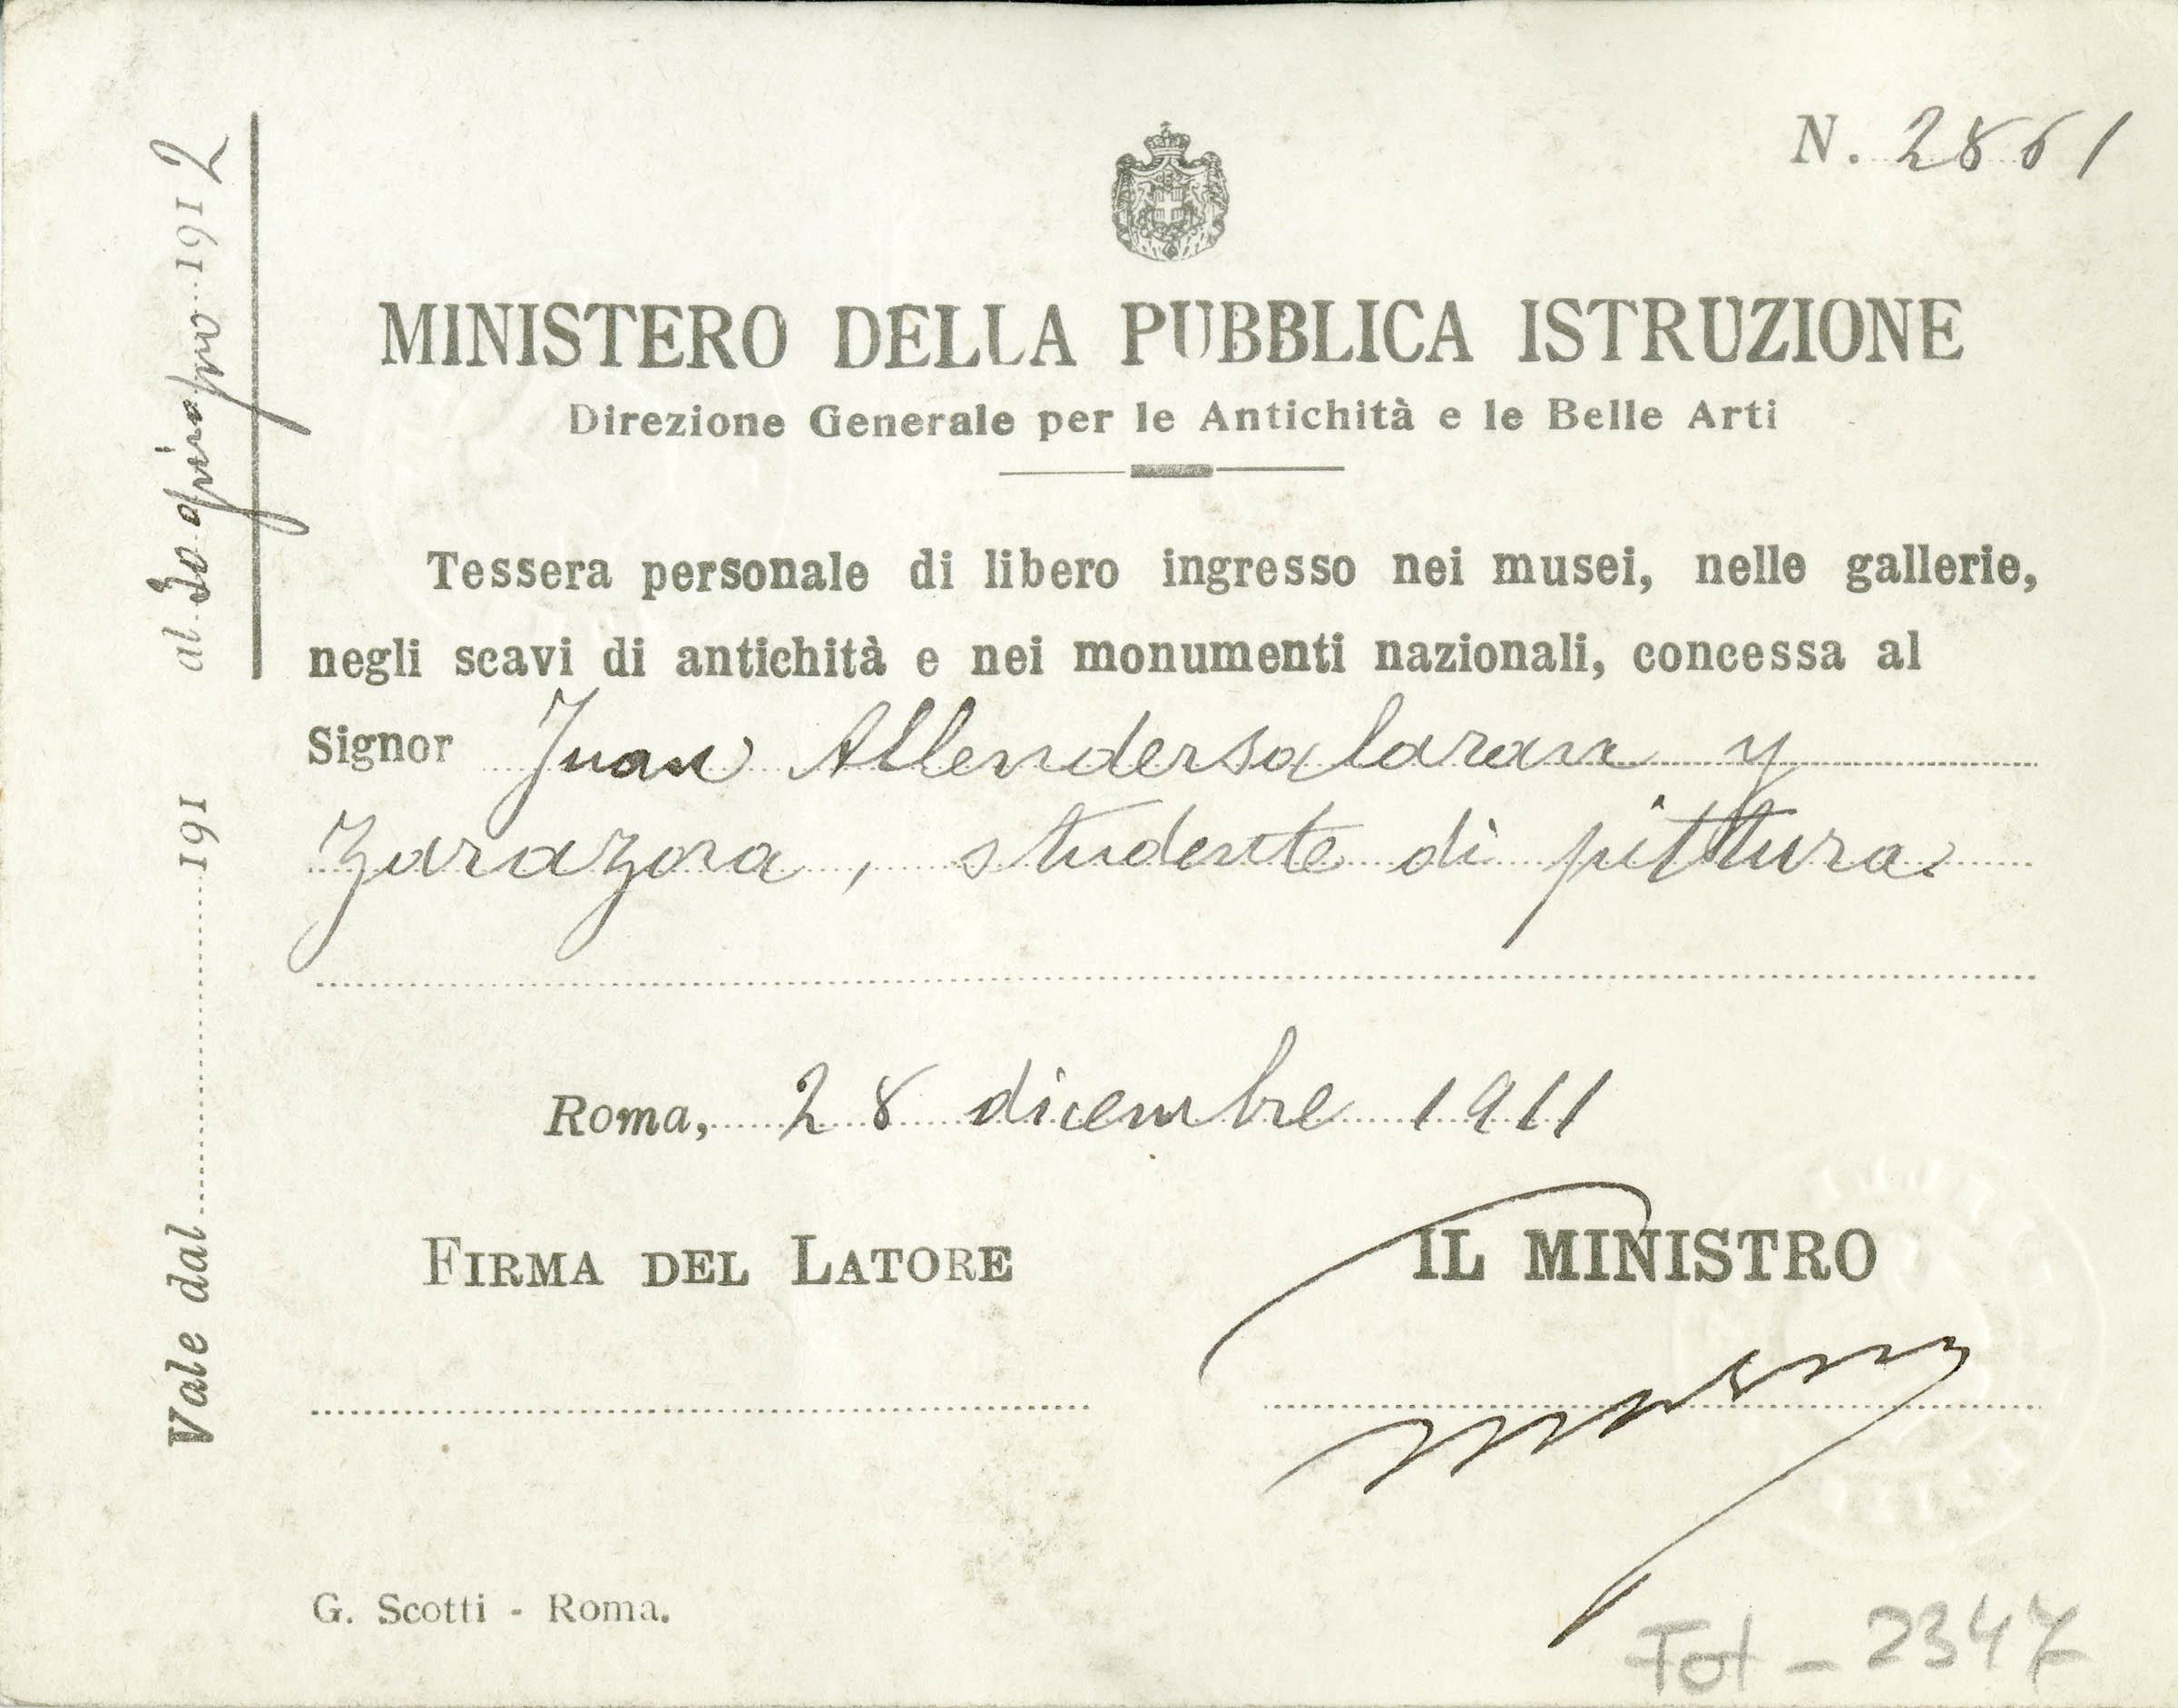 N. 2861
MINISTERO DELLA PUBBLICA ISTRUZIONE
Direzione Generale per le Antichità e le Belle Arti
Tessera personale di libero ingresso nei musei, nelle gallerie,
negli scavi di antichità e nei monumenti nazionali, concessa al
Signor Juan Allendersalaran y
Zarazona, studente di pittura
Roma, 28 dicembre 1911
FIRMA DEL LATORE
IL MINISTRO
G. Scotti - Roma.
Fot - 2347
Vale dal 191 al 30 giugno 1912